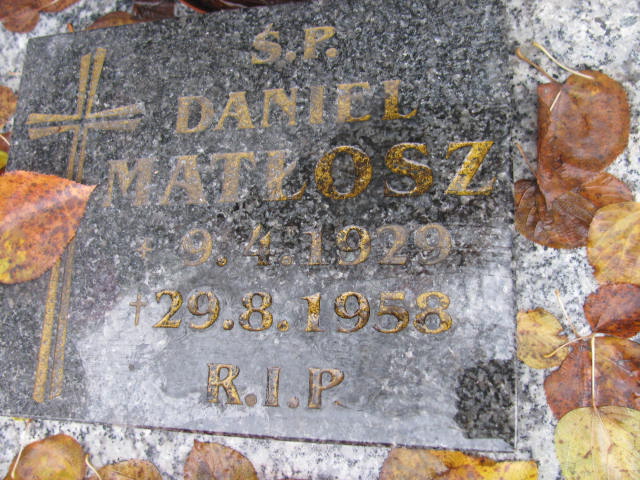 Ś.P.
DANIEL
MATŁOSZ
* 9.4.1929
† 29.8.1958
R.I.P.